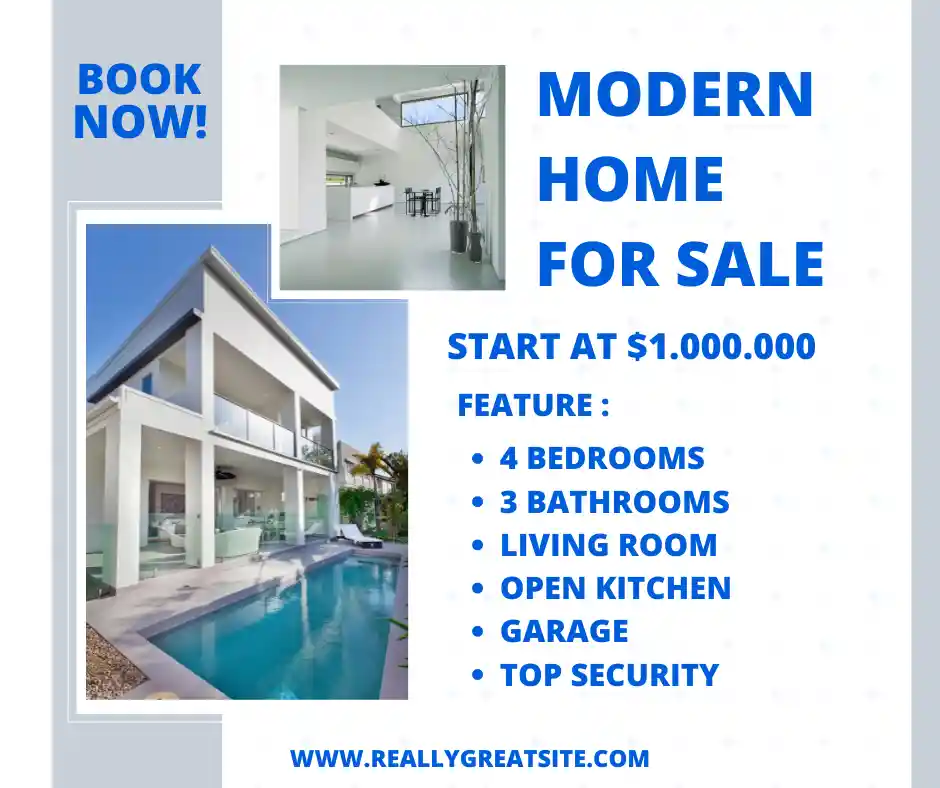 BOOK
NOW!
MODERN
HOME
FOR SALE
START AT $1.000.000
FEATURE :
• 4 BEDROOMS
• 3 BATHROOMS
• LIVING ROOM
• OPEN KITCHEN
• GARAGE
• TOP SECURITY
WWW.REALLYGREATSITE.COM